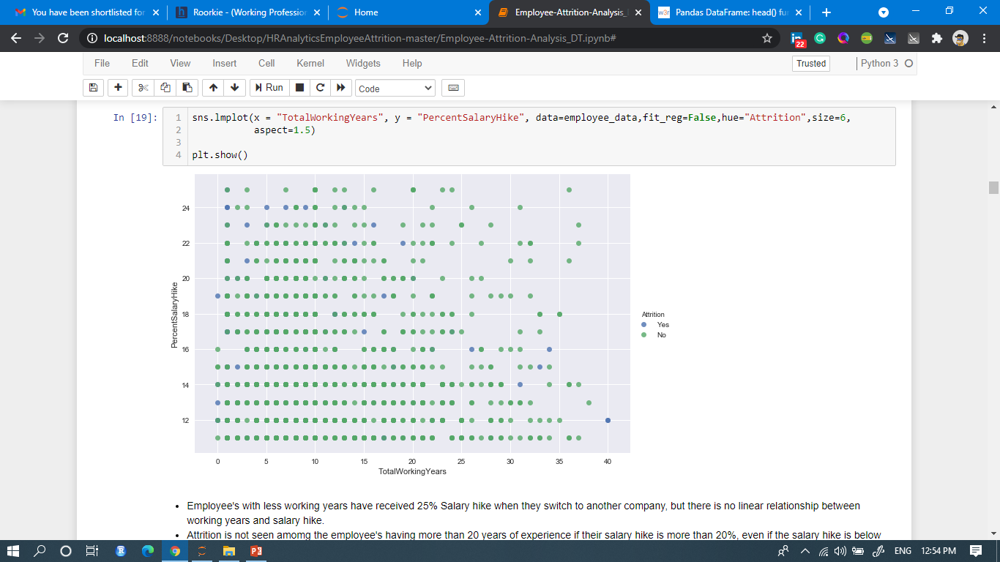 You have been shortlisted for
Roorkie - (Working Profession
Home
Employee-Attrition-Analysis_
w3r
Pandas DataFrame: head() fu
localhost:8888/notebooks/Desktop/HRAnalyticsEmployeeAttrition-master/Employee-Attrition-Analysis_DT.ipynb#
22
File Edit View Insert Cell Kernel Widgets Help
Trusted
Python 3
Run
Code
In [19]:
1 sns.lmplot(x = "TotalWorkingYears", y = "PercentSalaryHike", data=employee_data,fit_reg=False,hue="Attrition",size=6,
2 aspect=1.5)
3
4 plt.show()
24
22
20
18
16
14
12
PercentSalaryHike
0 5 10 15 20 25 30 35 40
TotalWorkingYears
Attrition
Yes
No
• Employee's with less working years have received 25% Salary hike when they switch to another company, but there is no linear relationship between
working years and salary hike.
• Attrition is not seen amomg the employee's having more than 20 years of experience if their salary hike is more than 20%, even if the salary hike is below
ENG
12:54 PM